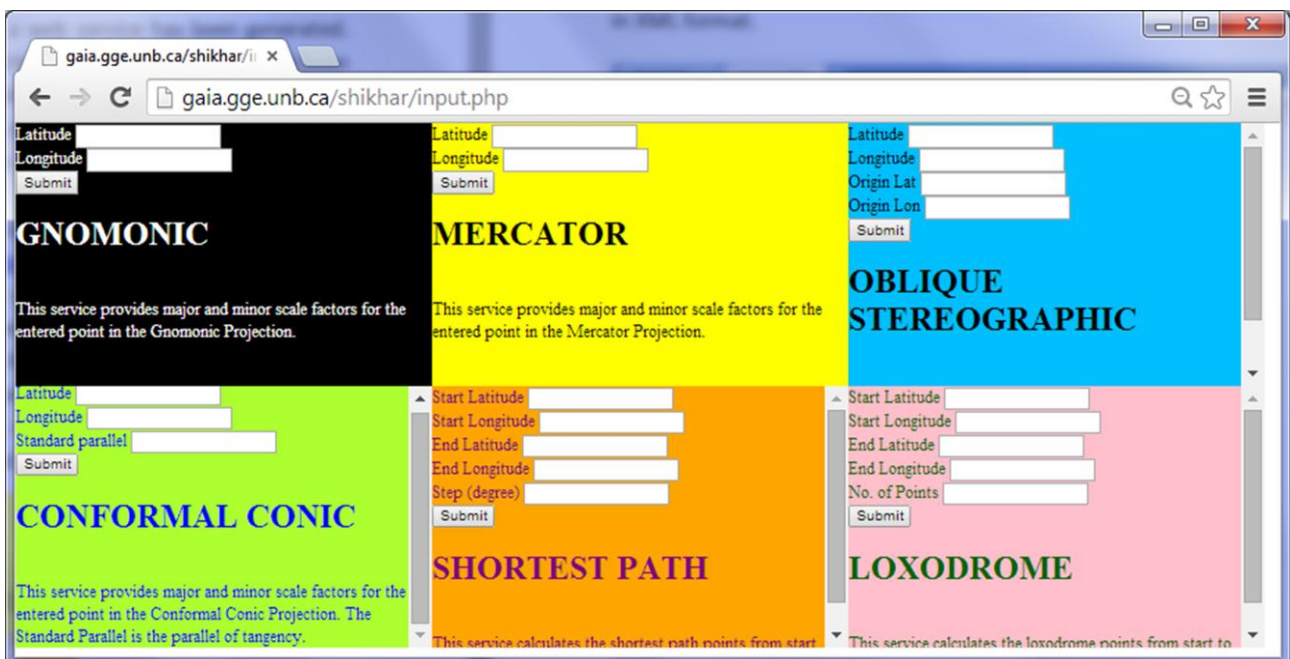 in XML format.
gaia.gge.unb.ca/shikhar/i
gaia.gge.unb.ca/shikhar/input.php
Latitude
Longitude
Submit
GNOMONIC
This service provides major and minor scale factors for the
entered point in the Gnomonic Projection.
Latitude
Longitude
Submit
MERCATOR
This service provides major and minor scale factors for the
entered point in the Mercator Projection.
Latitude
Longitude
Origin Lat
Origin Lon
Submit
OBLIQUE
STEREOGRAPHIC
Latitude
Longitude
Standard parallel
Submit
CONFORMAL CONIC
This service provides major and minor scale factors for the
entered point in the Conformal Conic Projection. The
Standard Parallel is the parallel of tangency.
Start Latitude
Start Longitude
End Latitude
End Longitude
Step (degree)
Submit
SHORTEST PATH
This service calculates the shortest path points from start
Start Latitude
Start Longitude
End Latitude
End Longitude
No. of Points
Submit
LOXODROME
This service calculates the loxodrome points from start to